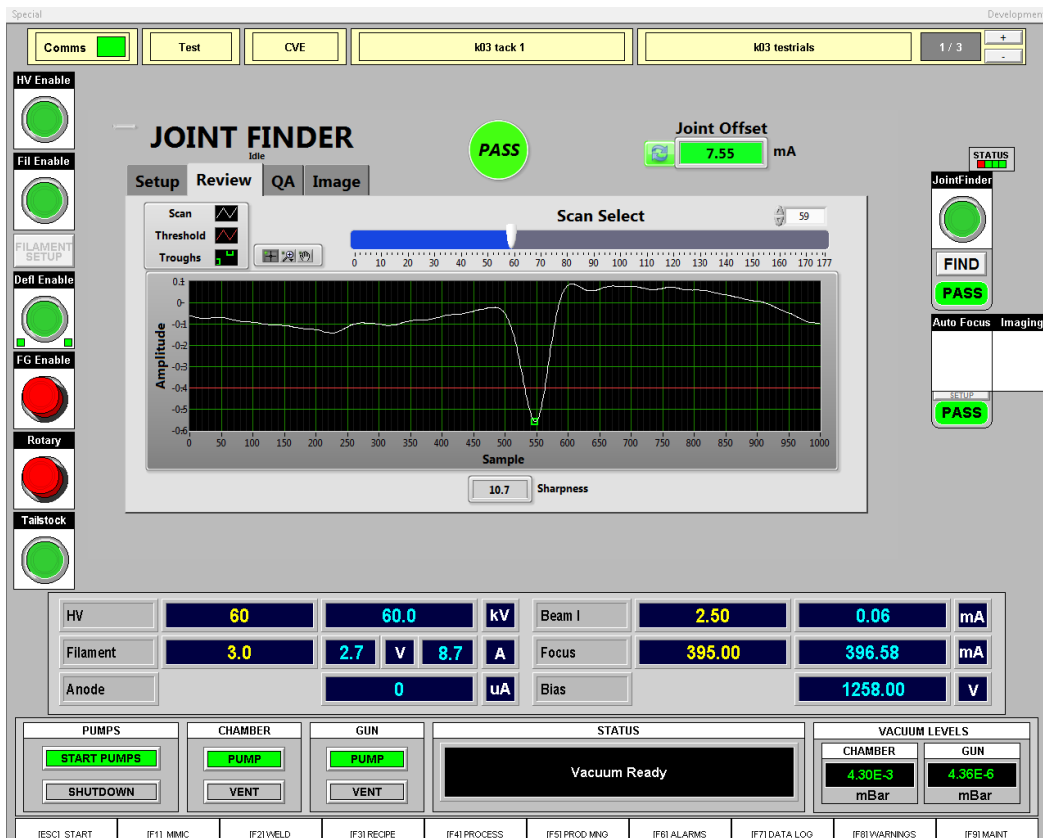 Special Development
Comms Test CVE k03 tack 1 k03 testrials 1 / 3 + -
HV Enable
JOINT FINDER
Idle
PASS
Joint Offset
7.55 mA
STATUS
Fil Enable
Setup Review QA Image
JointFinder
Scan
Threshold
Troughs
Scan Select
59
0 10 20 30 40 50 60 70 80 90 100 110 120 130 140 150 160 170 177
FILAMENT
SETUP
FIND
PASS
Defl Enable
Amplitude
0.1
0
-0.1
-0.2
-0.3
-0.4
-0.5
-0.6
0 50 100 150 200 250 300 350 400 450 500 550 600 650 700 750 800 850 900 950 1000
Sample
10.7 Sharpness
Auto Focus Imaging
SETUP
PASS
FG Enable
Rotary
Tailstock
HV 60 60.0 kV Beam I 2.50 0.06 mA
Filament 3.0 2.7 V 8.7 A Focus 395.00 396.58 mA
Anode 0 uA Bias 1258.00 V
PUMPS CHAMBER GUN STATUS VACUUM LEVELS
START PUMPS PUMP PUMP
SHUTDOWN VENT VENT
Vacuum Ready
CHAMBER GUN
4.30E-3 4.36E-6
mBar mBar
[ESC] START [F1] MIMIC [F2] WELD [F3] RECIPE [F4] PROCESS [F5] PROD MNG [F6] ALARMS [F7] DATA LOG [F8] WARNINGS [F9] MAINT